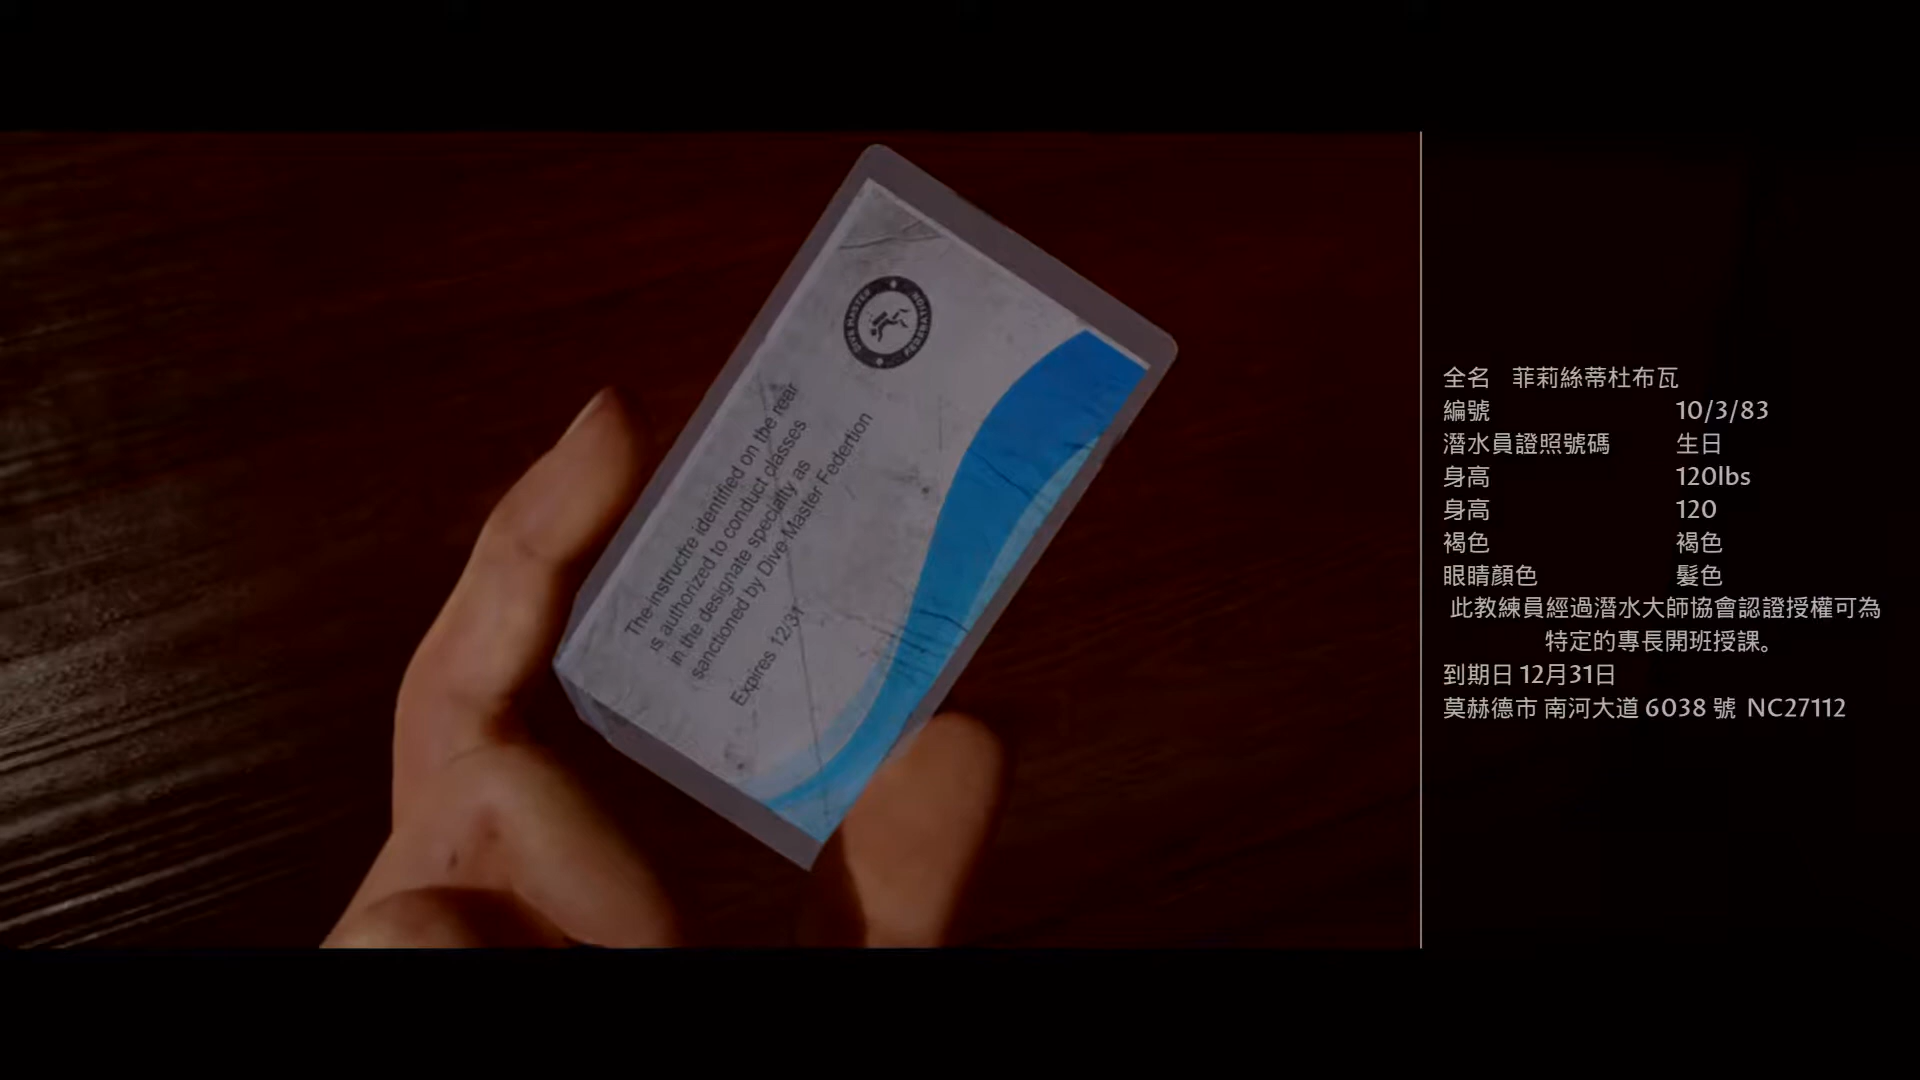 DIVE MASTER
FEDERATION
The instructre identified on the rear
is authorized to conduct classes
in the designate specialty as
sanctioned by Dive Master Federtion
Expires 12/31
全名 菲莉絲蒂杜布瓦
編號 10/3/83
潛水員證照號碼 生日
身高 120lbs
身高 120
褐色 褐色
眼睛顏色 髮色
此教練員經過潛水大師協會認證授權可為
特定的專長開班授課。
到期日 12月31日
莫赫德市 南河大道 6038 號 NC27112